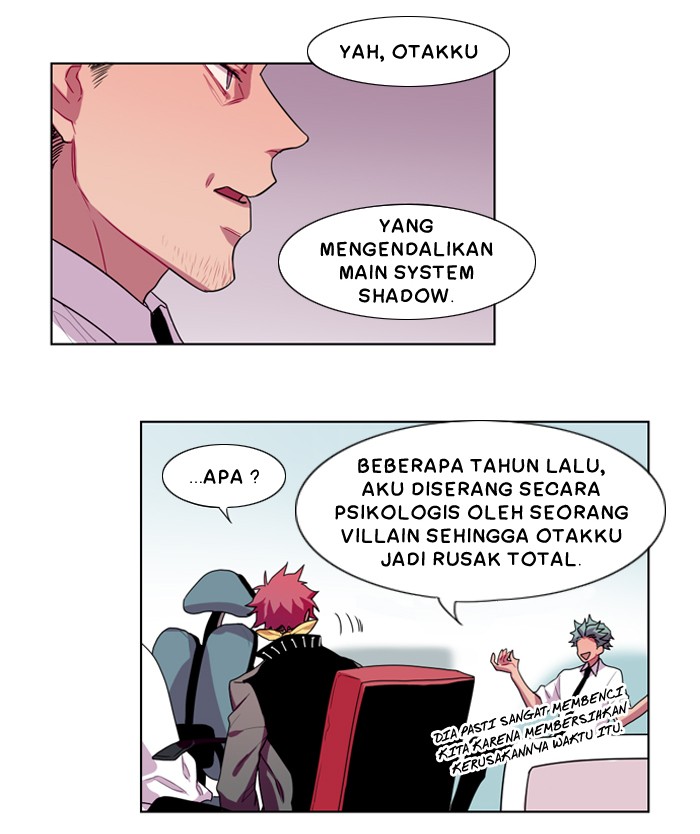 YAH, OTAKKU
YANG
MENGENDALIKAN
MAIN SYSTEM
SHADOW.
...APA ?
BEBERAPA TAHUN LALU,
AKU DISERANG SECARA
PSIKOLOGIS OLEH SEORANG
VILLAIN SEHINGGA OTAKKU
JADI RUSAK TOTAL.
DIA PASTI SANGAT MEMBENCI
KITA KARENA MEMBERSIHKAN
KERUSAKANNYA WAKTU ITU.